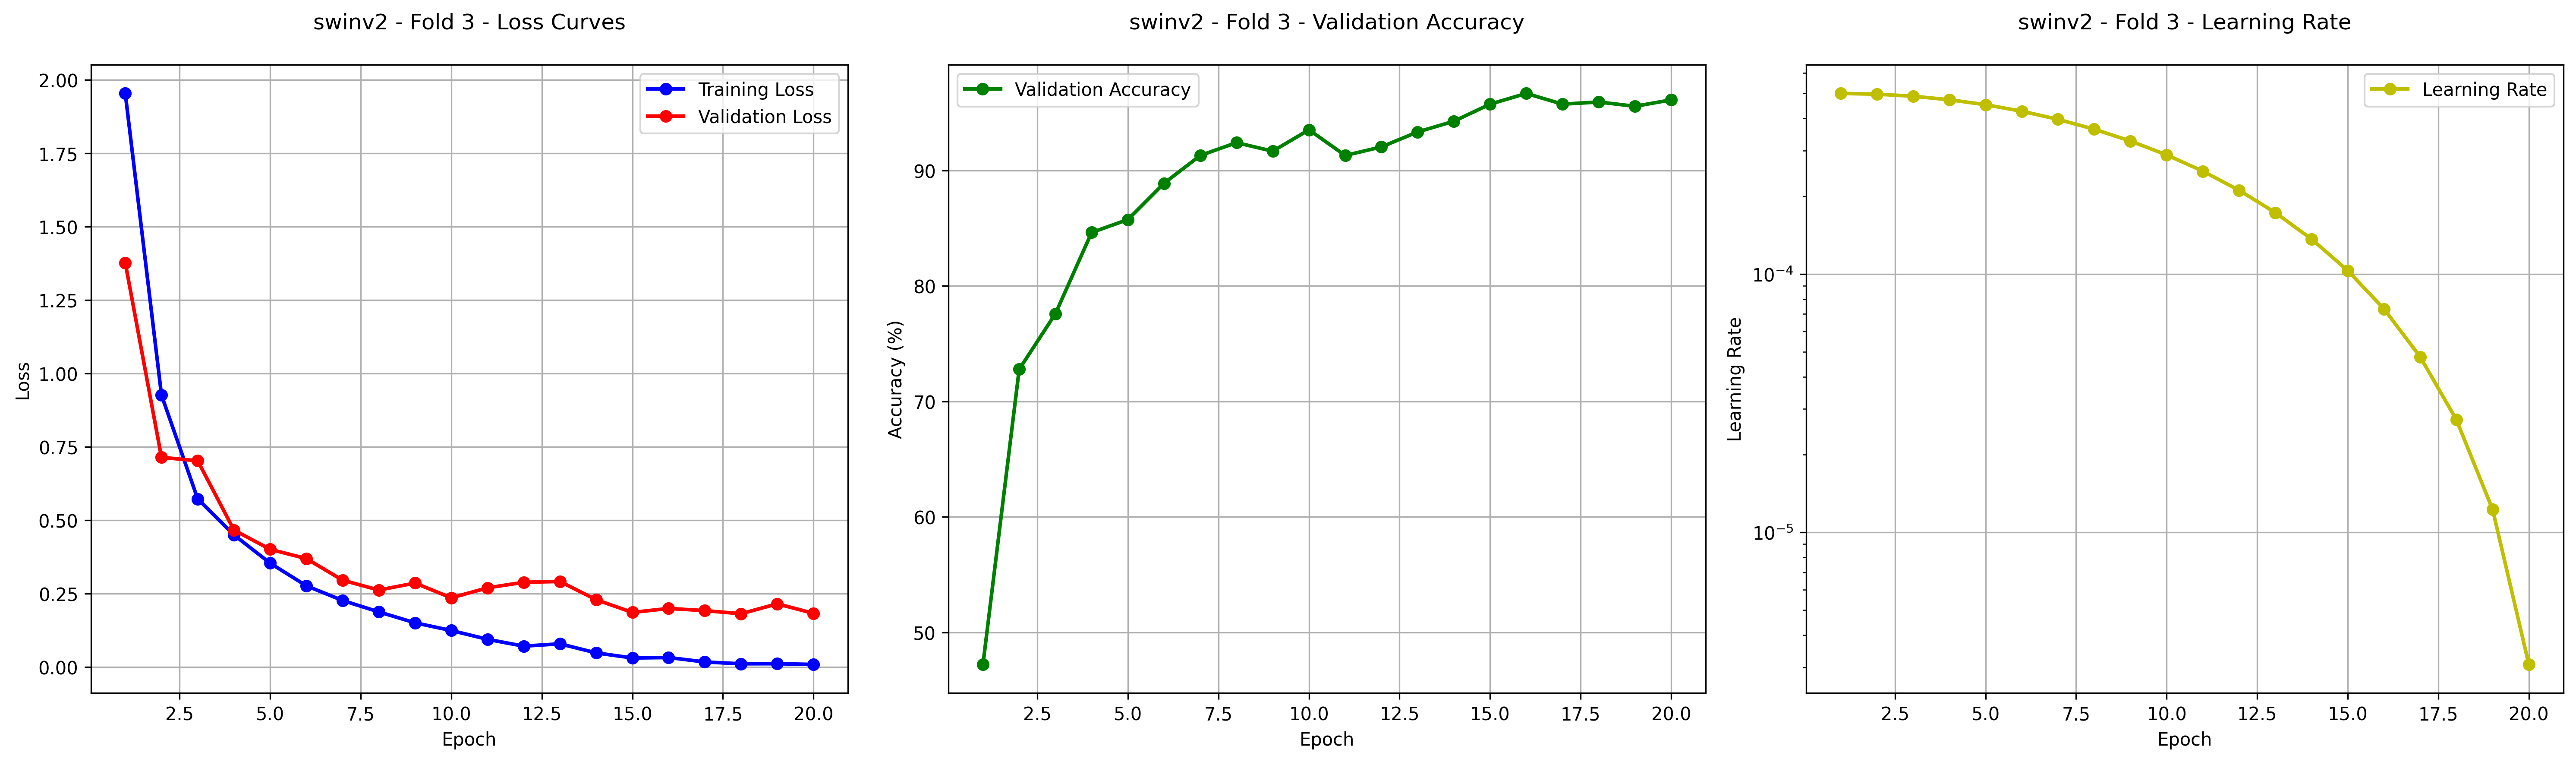 swinv2 - Fold 3 - Loss Curves
Loss
2.00
1.75
1.50
1.25
1.00
0.75
0.50
0.25
0.00
Training Loss
Validation Loss
2.5 5.0 7.5 10.0 12.5 15.0 17.5 20.0
Epoch
swinv2 - Fold 3 - Validation Accuracy
Accuracy (%)
90
80
70
60
50
Validation Accuracy
2.5 5.0 7.5 10.0 12.5 15.0 17.5 20.0
Epoch
swinv2 - Fold 3 - Learning Rate
Learning Rate
10⁻⁴
10⁻⁵
Learning Rate
2.5 5.0 7.5 10.0 12.5 15.0 17.5 20.0
Epoch